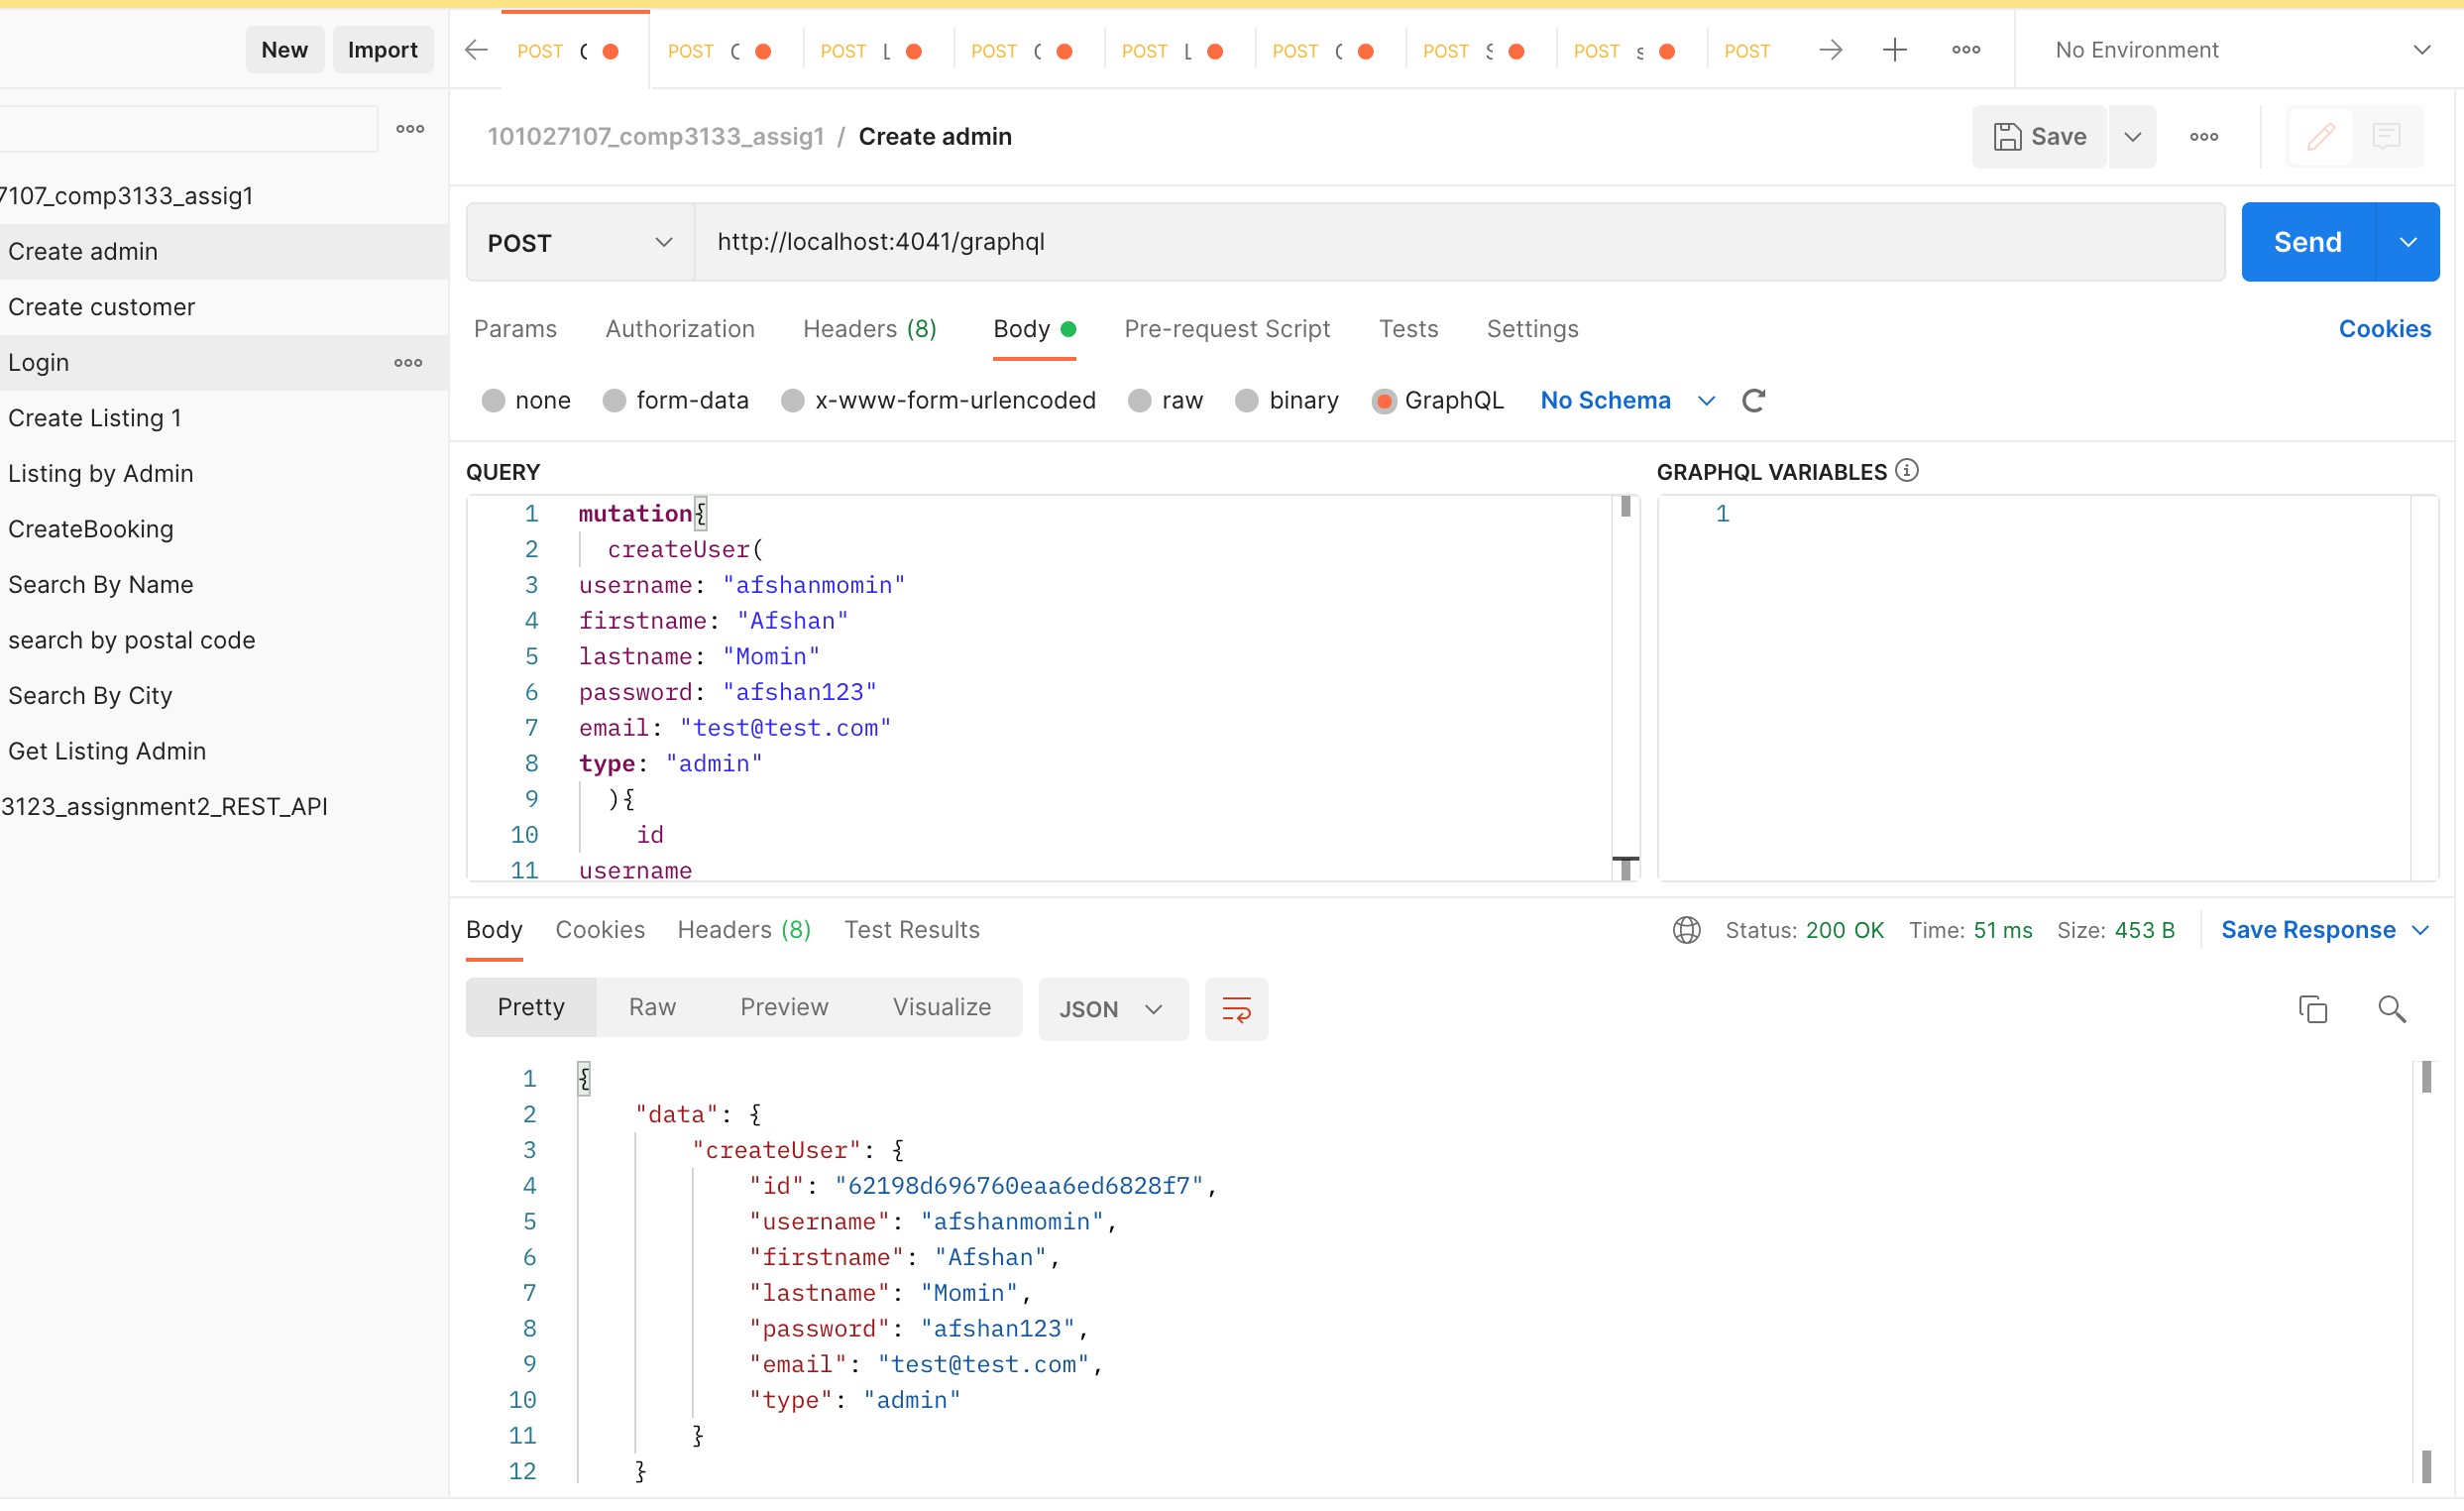 New Import
POST C POST C POST L POST C POST L POST C POST S POST s POST No Environment
101027107_comp3133_assig1 / Create admin
Save
7107_comp3133_assig1
Create admin
Create customer
Login
Create Listing 1
Listing by Admin
CreateBooking
Search By Name
search by postal code
Search By City
Get Listing Admin
3123_assignment2_REST_API
POST http://localhost:4041/graphql Send
Params Authorization Headers (8) Body Pre-request Script Tests Settings Cookies
none form-data x-www-form-urlencoded raw binary GraphQL No Schema
QUERY
1 mutation{
2 createUser(
3 username: "afshanmomin"
4 firstname: "Afshan"
5 lastname: "Momin"
6 password: "afshan123"
7 email: "test@test.com"
8 type: "admin"
9 ){
10 id
11 username
GRAPHQL VARIABLES
1
Body Cookies Headers (8) Test Results Status: 200 OK Time: 51 ms Size: 453 B Save Response
Pretty Raw Preview Visualize JSON
1 {
2 "data": {
3 "createUser": {
4 "id": "62198d696760eaa6ed6828f7",
5 "username": "afshanmomin",
6 "firstname": "Afshan",
7 "lastname": "Momin",
8 "password": "afshan123",
9 "email": "test@test.com",
10 "type": "admin"
11 }
12 }